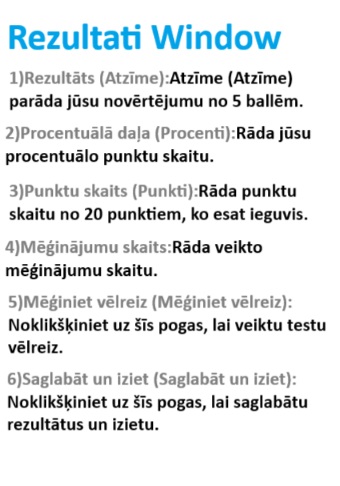 Rezultati Window
1)Rezultāts (Atzīme):Atzīme (Atzīme)
parāda jūsu novērtējumu no 5 ballēm.
2)Procentuālā daļa (Procenti):Rāda jūsu
procentuālo punktu skaitu.
3)Punktu skaits (Punkti):Rāda punktu
skaitu no 20 punktiem, ko esat ieguvis.
4)Mēģinājumu skaits:Rāda veikto
mēģinājumu skaitu.
5)Mēģiniet vēlreiz (Mēģiniet vēlreiz):
Noklikšķiniet uz šīs pogas, lai veiktu testu
vēlreiz.
6)Saglabāt un iziet (Saglabāt un iziet):
Noklikšķiniet uz šīs pogas, lai saglabātu
rezultātus un izietu.